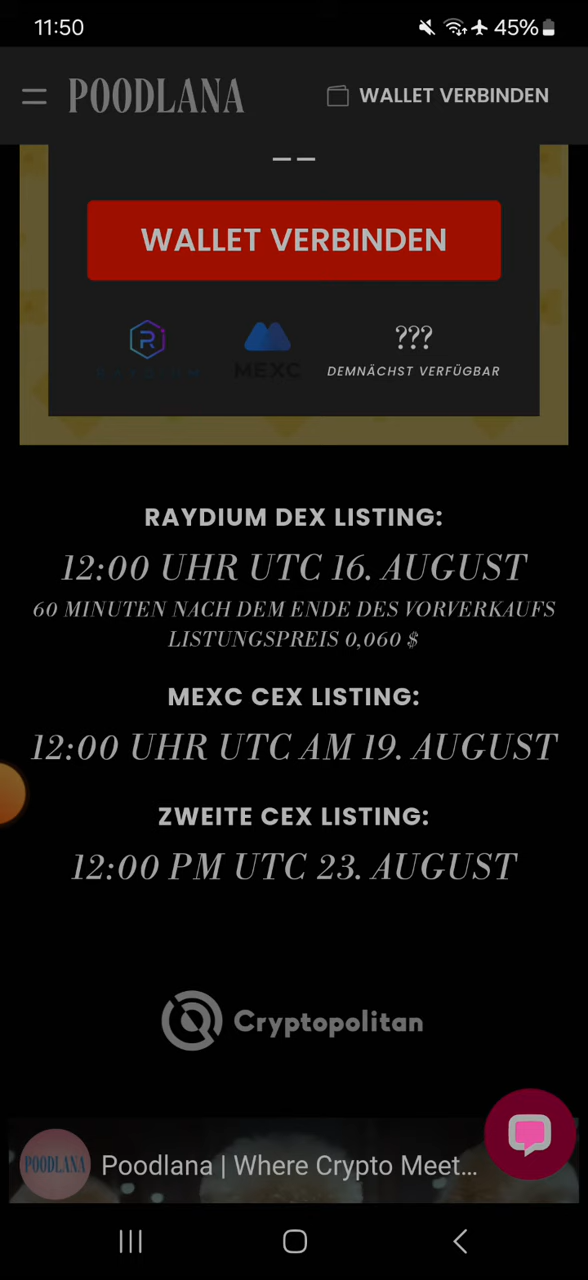 11:50
45%
POODLANA
WALLET VERBINDEN
WALLET VERBINDEN
RAYDIUM
MEXC
???
DEMNÄCHST VERFÜGBAR
RAYDIUM DEX LISTING:
12:00 UHR UTC 16. AUGUST
60 MINUTEN NACH DEM ENDE DES VORVERKAUFS
LISTUNGSPREIS 0,060 $
MEXC CEX LISTING:
12:00 UHR UTC AM 19. AUGUST
ZWEITE CEX LISTING:
12:00 PM UTC 23. AUGUST
Cryptopolitan
POODLANA
Poodlana | Where Crypto Meet...